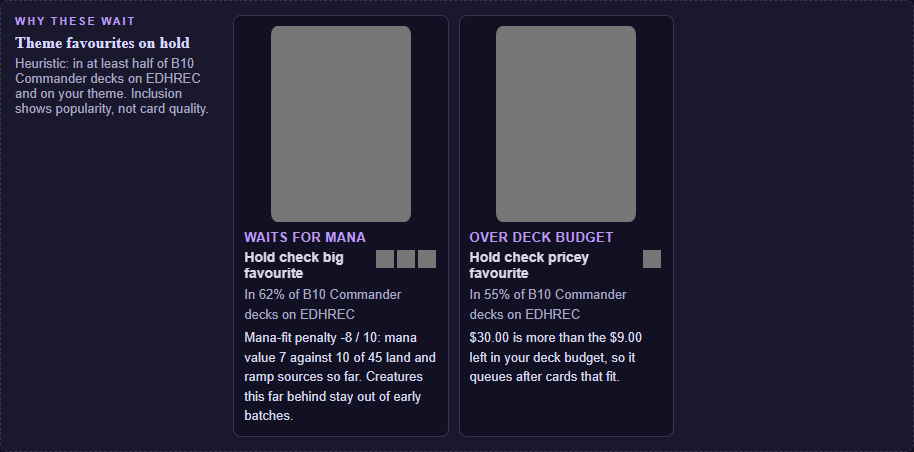 WHY THESE WAIT
Theme favourites on hold
Heuristic: in at least half of B10
Commander decks on EDHREC
and on your theme. Inclusion
shows popularity, not card quality.
WAITS FOR MANA
Hold check big
favourite
In 62% of B10 Commander
decks on EDHREC
Mana-fit penalty -8 / 10: mana
value 7 against 10 of 45 land and
ramp sources so far. Creatures
this far behind stay out of early
batches.
OVER DECK BUDGET
Hold check pricey
favourite
In 55% of B10 Commander
decks on EDHREC
$30.00 is more than the $9.00
left in your deck budget, so it
queues after cards that fit.